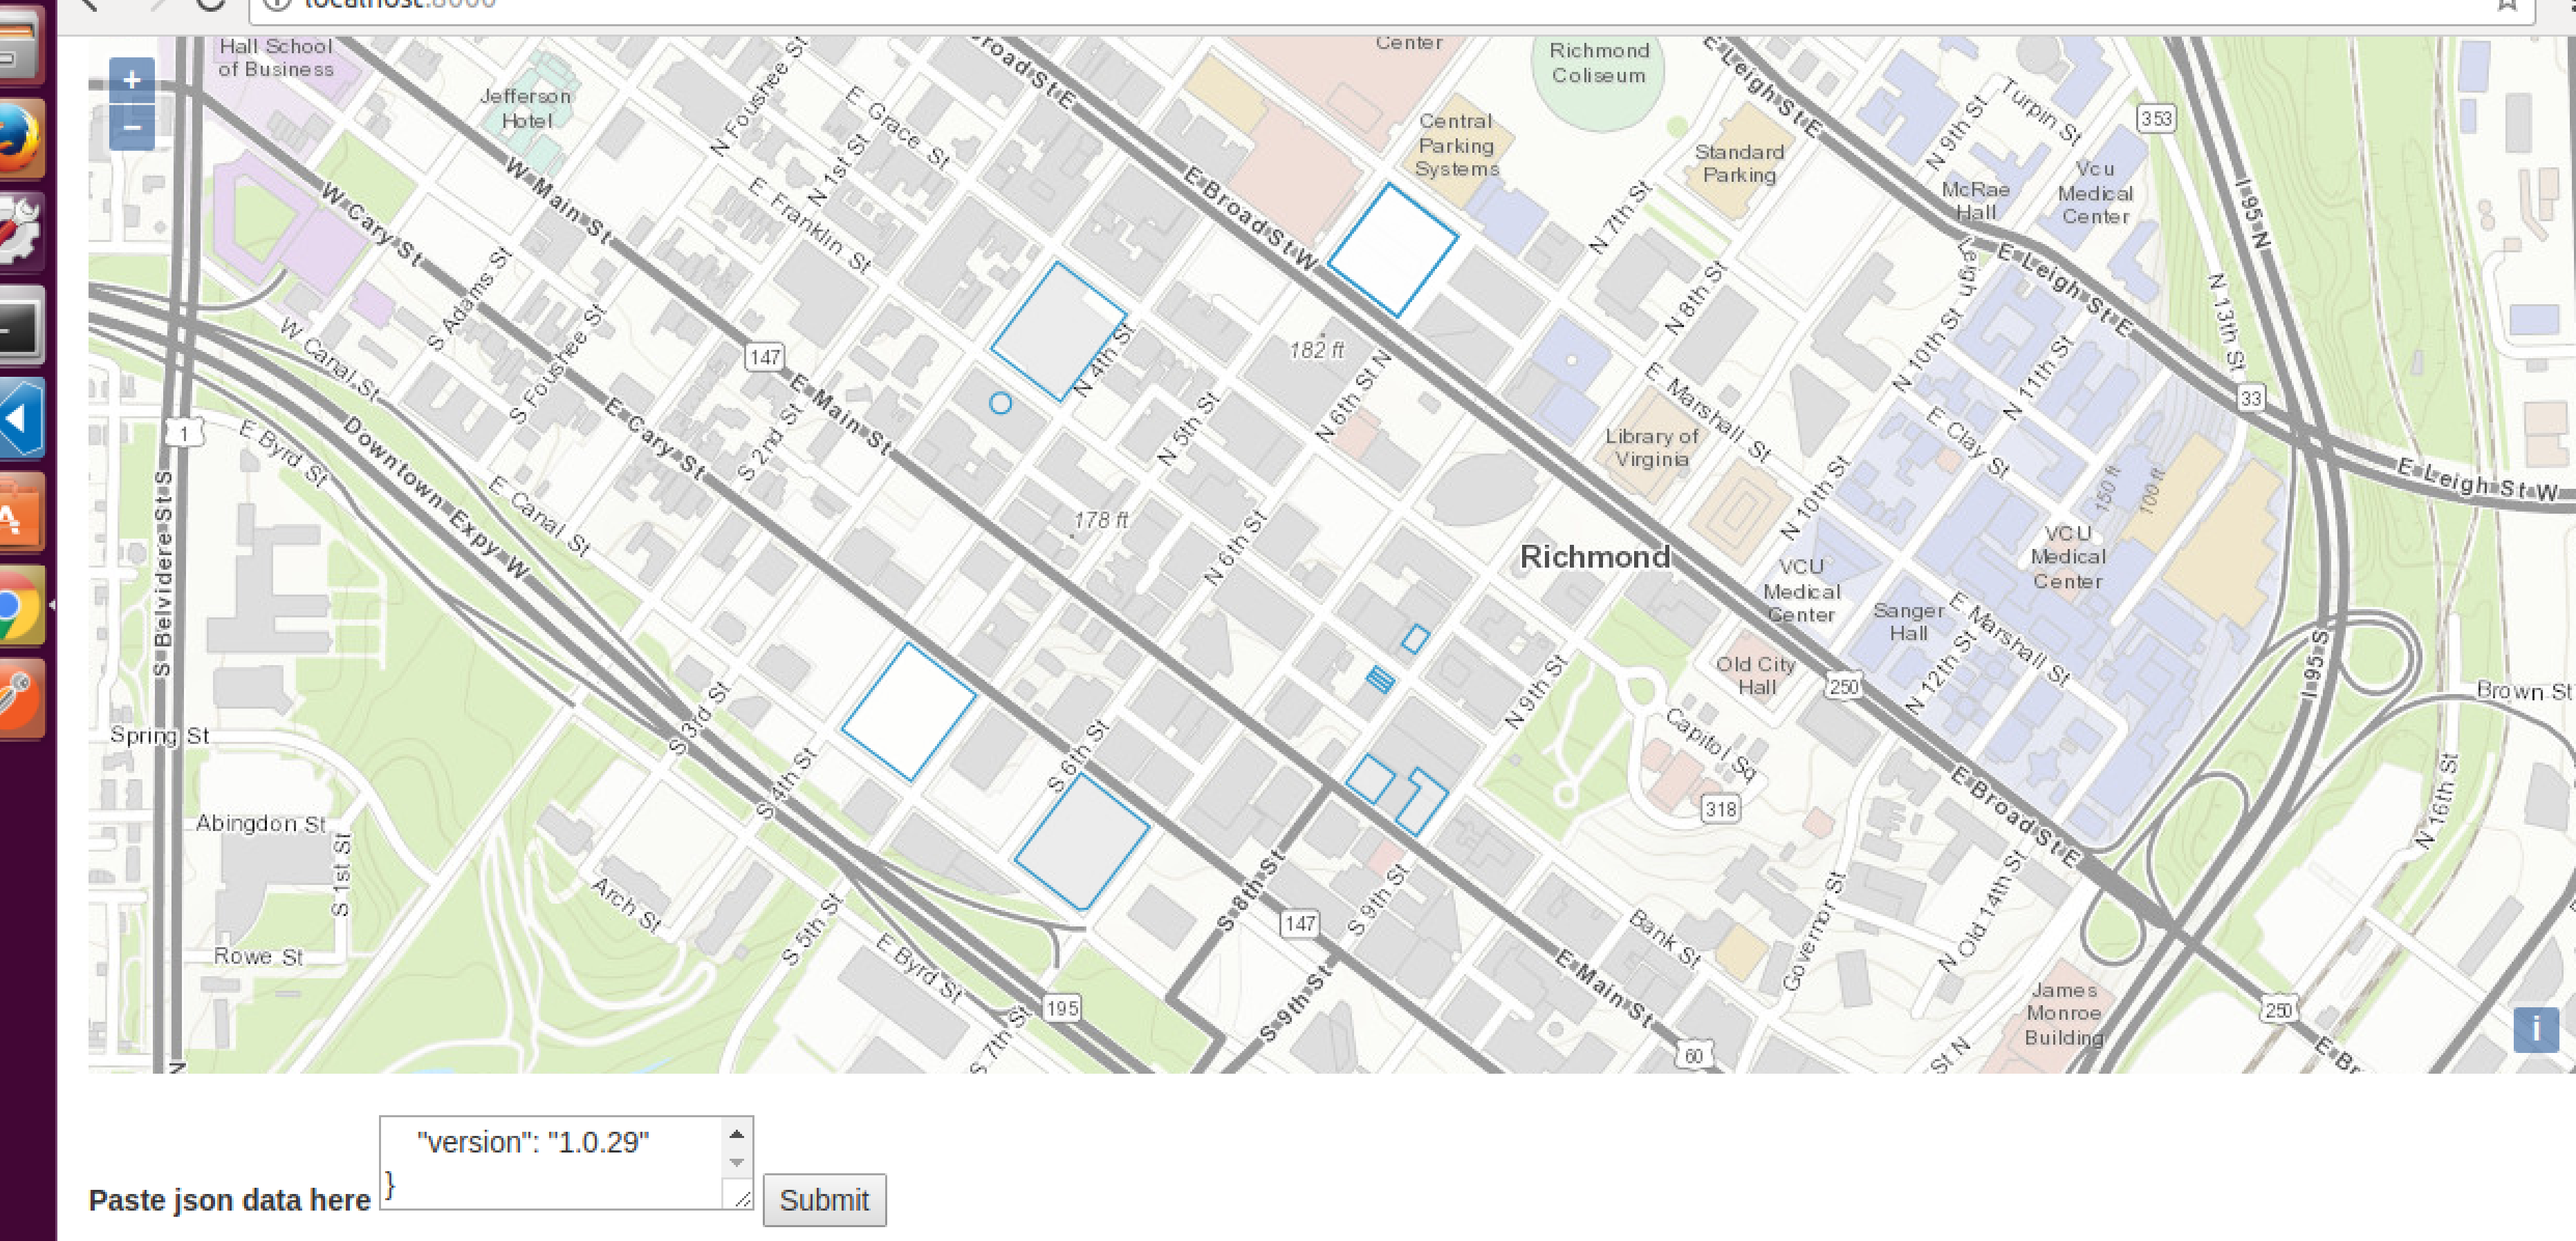 localhost:8000
Hall School
of Business
+
−
Jefferson
Hotel
N Foushee St
E Grace St
N 1st St
E Franklin St
Broad St E
Center
Richmond
Coliseum
Central
Parking
Systems
Standard
Parking
E Leigh St E
Turpin St
N 9th St
353
Vcu
Medical
Center
McRae
Hall
I 95 N
W Main St
W Cary St
E Broad St W
N 7th St
N 8th St
Leigh
E Leigh St E
N 13th St
S Adams St
S Foushee St
W Canal St
147
E Main St
N 4th St
182 ft
N 6th St N
N 5th St
E Marshall St
N 10th St
N 11th St
33
1
E Byrd St
Downtown Expy W
E Cary St
S 2nd St
Library of
Virginia
E Clay St
N 10th St
150 ft
100 ft
E Leigh St W
E Canal St
178 ft
N 6th St
Richmond
VCU
Medical
Center
VCU
Medical
Center
Sanger
Hall
E Marshall St
S Belvidere St S
Old City
Hall
250
N 12th St
I 95 S
Brown St
Spring St
S 3rd St
N 9th St
Capitol Sq
S 4th St
S 6th St
318
E Broad St E
N 16th St
Abingdon St
S 1st St
Arch St
S 8th St
S 9th St
147
Bank St
Governor St
N Old 14th St
Rowe St
S 5th St
E Byrd St
195
S 7th St
S 9th St
E Main St
60
St N
James
Monroe
Building
250
E Br
N
i
"version": "1.0.29"
}
Paste json data here
Submit